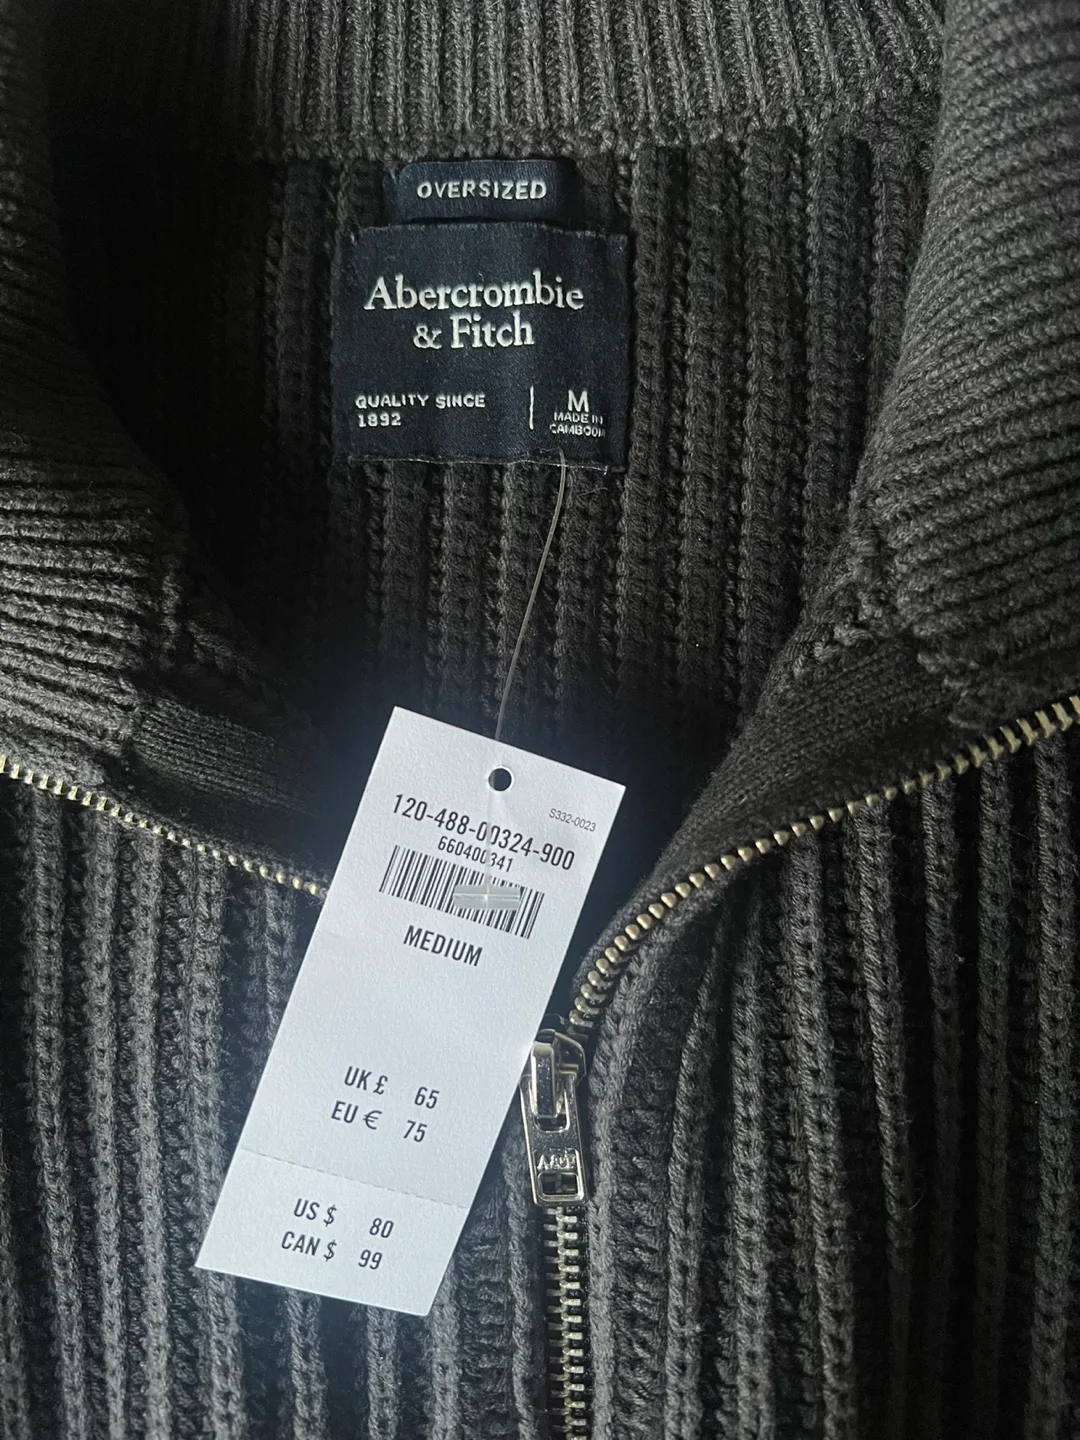 OVERSIZED
Abercrombie
& Fitch
QUALITY SINCE
1892
M
MADE IN
120-488-00324-900
S332-0023
660400341
MEDIUM
UK £ 65
EU € 75
US $ 80
CAN $ 99